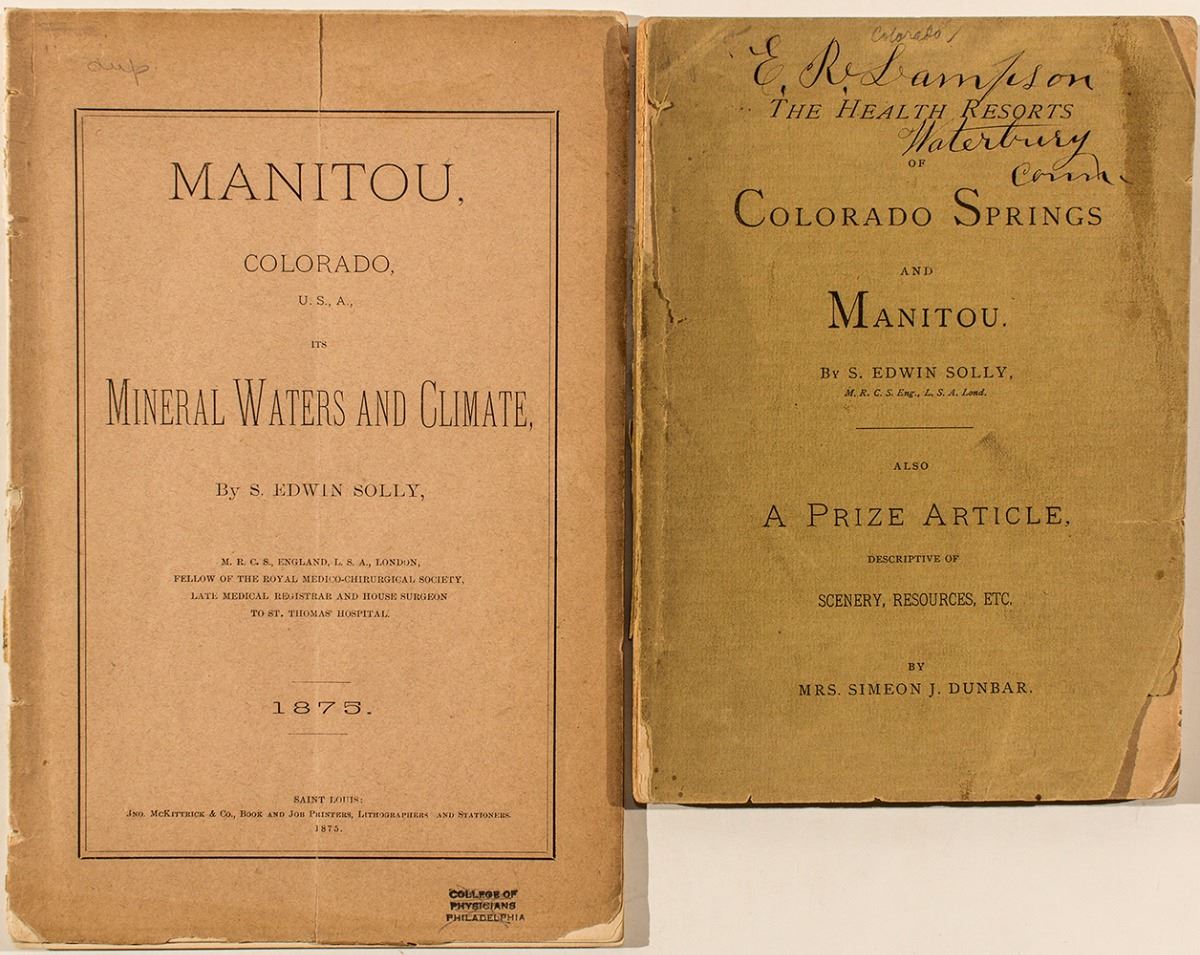 dup.
MANITOU,
COLORADO,
U. S., A.,
ITS
MINERAL WATERS AND CLIMATE,
By S. EDWIN SOLLY,
M. R. C. S., ENGLAND, L. S. A., LONDON,
FELLOW OF THE ROYAL MEDICO-CHIRURGICAL SOCIETY,
LATE MEDICAL REGISTRAR AND HOUSE SURGEON
TO ST. THOMAS' HOSPITAL.
1875.
SAINT LOUIS:
JNO. MCKITTRICK & CO., BOOK AND JOB PRINTERS, LITHOGRAPHERS AND STATIONERS.
1875.
COLLEGE OF
PHYSICIANS
PHILADELPHIA
Colorado
E. R. Lampson
THE HEALTH RESORTS
Waterbury
OF
Conn.
COLORADO SPRINGS
AND
MANITOU.
BY S. EDWIN SOLLY,
M. R. C. S. Eng., L. S. A. Lond.
ALSO
A PRIZE ARTICLE,
DESCRIPTIVE OF
SCENERY, RESOURCES, ETC.
BY
MRS. SIMEON J. DUNBAR.